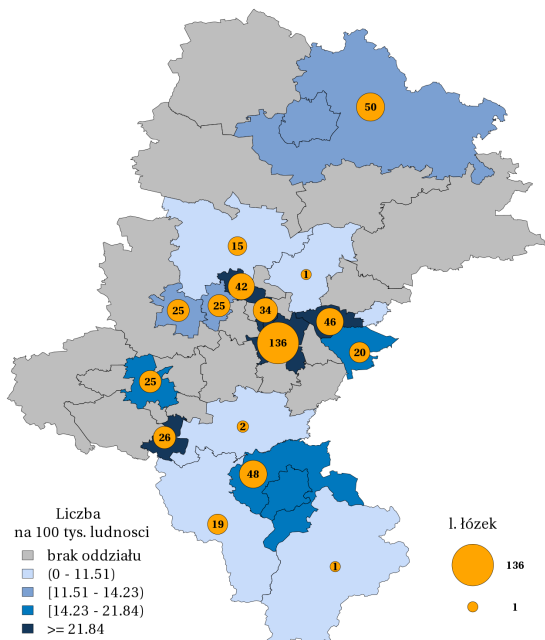 50
15
1
42
25
25
34
46
136
20
25
26
2
48
19
1
Liczba
na 100 tys. ludnosci
brak oddziału
(0 - 11.51)
[11.51 - 14.23)
[14.23 - 21.84)
>= 21.84
l. łózek
136
1